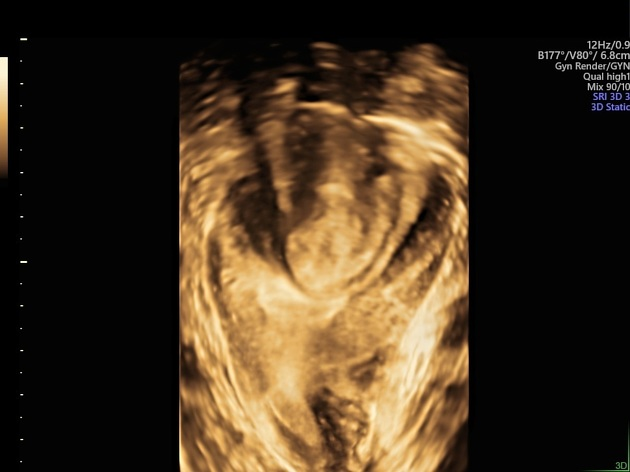 12Hz/0.9
B177°/V80°/ 6.8cm
Gyn Render/GYN
Qual high1
Mix 90/10
SRI 3D 3
3D Static
3D